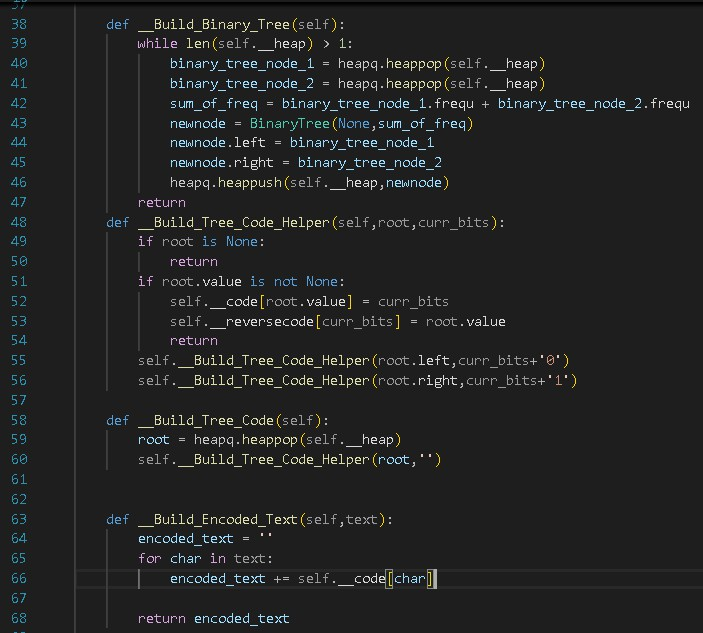 37
38 def __Build_Binary_Tree(self):
39 while len(self.__heap) > 1:
40 binary_tree_node_1 = heapq.heappop(self.__heap)
41 binary_tree_node_2 = heapq.heappop(self.__heap)
42 sum_of_freq = binary_tree_node_1.frequ + binary_tree_node_2.frequ
43 newnode = BinaryTree(None,sum_of_freq)
44 newnode.left = binary_tree_node_1
45 newnode.right = binary_tree_node_2
46 heapq.heappush(self.__heap,newnode)
47 return
48 def __Build_Tree_Code_Helper(self,root,curr_bits):
49 if root is None:
50 return
51 if root.value is not None:
52 self.__code[root.value] = curr_bits
53 self.__reversecode[curr_bits] = root.value
54 return
55 self.__Build_Tree_Code_Helper(root.left,curr_bits+'0')
56 self.__Build_Tree_Code_Helper(root.right,curr_bits+'1')
57
58 def __Build_Tree_Code(self):
59 root = heapq.heappop(self.__heap)
60 self.__Build_Tree_Code_Helper(root,'')
61
62
63 def __Build_Encoded_Text(self,text):
64 encoded_text = ''
65 for char in text:
66 encoded_text += self.__code[char]
67
68 return encoded_text